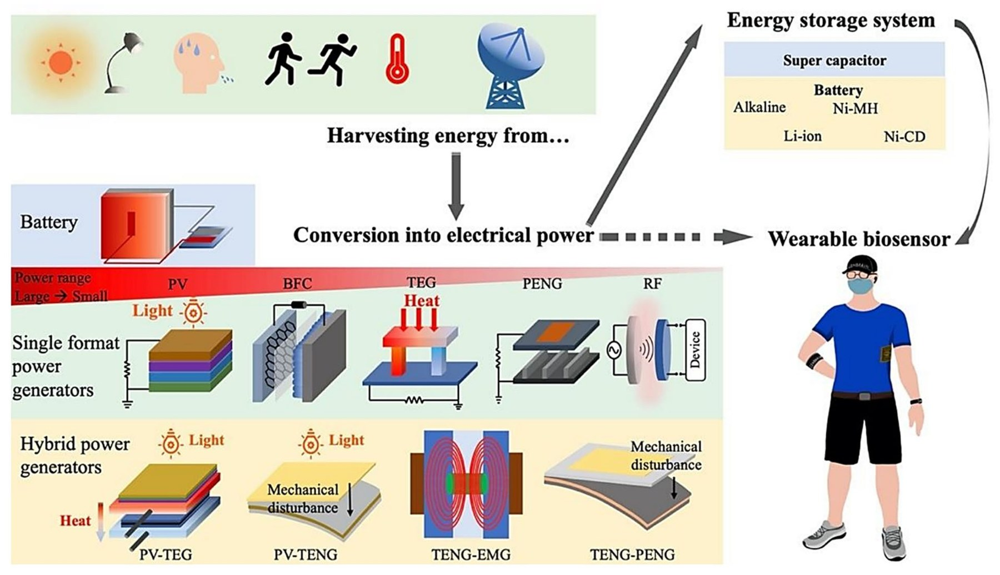 Energy storage system
Super capacitor
Battery
Alkaline
Ni-MH
Li-ion
Ni-CD
Harvesting energy from…
Battery
Conversion into electrical power
Wearable biosensor
Power range
Large → Small
PV
BFC
TEG
PENG
RF
Light
Heat
Single format
power
generators
Device
Hybrid power
generators
Light
Heat
PV-TEG
Light
Mechanical
disturbance
PV-TENG
TENG-EMG
Mechanical
disturbance
TENG-PENG